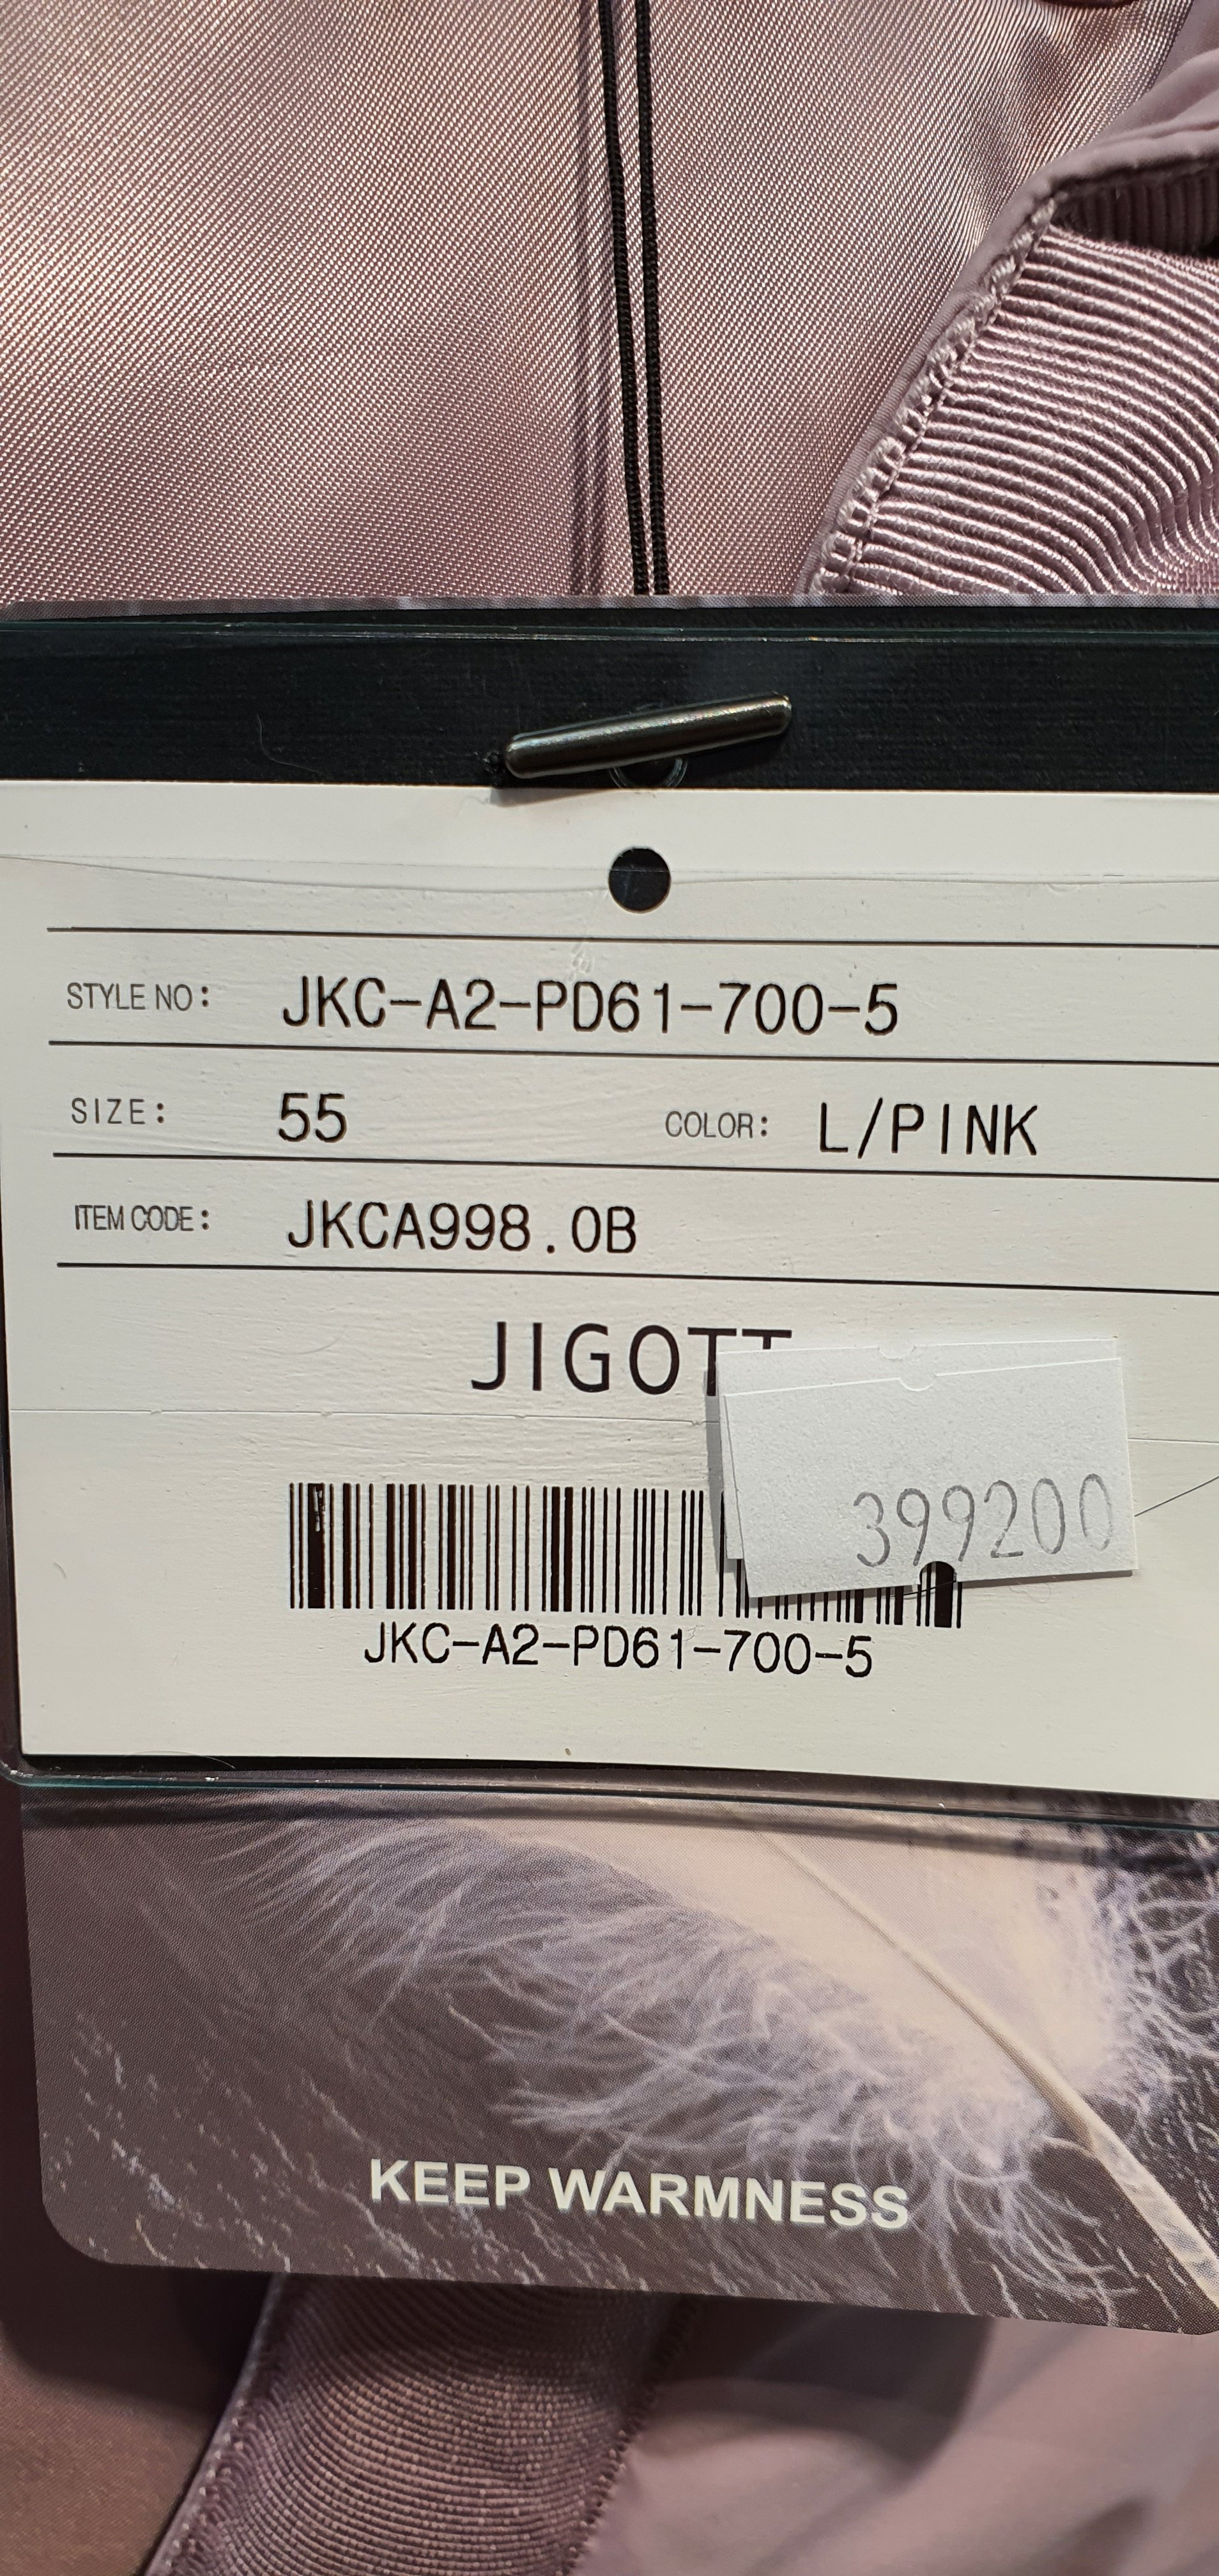 STYLE NO: JKC-A2-PD61-700-5
SIZE: 55 COLOR: L/PINK
ITEM CODE: JKCA998.0B
JIGOTT
399200
JKC-A2-PD61-700-5
KEEP WARMNESS